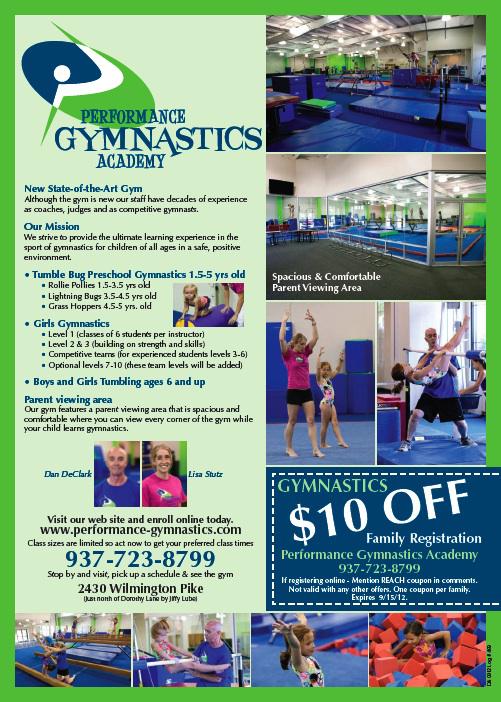 PERFORMANCE
GYMNASTICS
ACADEMY
New State-of-the-Art Gym
Although the gym is new our staff have decades of experience
as coaches, judges and as competitive gymnasts.
Our Mission
We strive to provide the ultimate learning experience in the
sport of gymnastics for children of all ages in a safe, positive
environment.
• Tumble Bug Preschool Gymnastics 1.5-5 yrs old
• Rollie Pollies 1.5-3.5 yrs old
• Lightning Bugs 3.5-4.5 yrs old
• Grass Hoppers 4.5-5 yrs. old
• Girls Gymnastics
• Level 1 (classes of 6 students per instructor)
• Level 2 & 3 (building on strength and skills)
• Competitive teams (for experienced students levels 3-6)
• Optional levels 7-10 (these team levels will be added)
• Boys and Girls Tumbling ages 6 and up
Parent viewing area
Our gym features a parent viewing area that is spacious and
comfortable where you can view every corner of the gym while
your child learns gymnastics.
Dan DeClark
Lisa Stutz
Visit our web site and enroll online today.
www.performance-gymnastics.com
Class sizes are limited so act now to get your preferred class times
937-723-8799
Stop by and visit, pick up a schedule & see the gym
2430 Wilmington Pike
(Just north of Dorothy Lane by Jiffy Lube)
Spacious & Comfortable
Parent Viewing Area
GYMNASTICS
$10 OFF
Family Registration
Performance Gymnastics Academy
937-723-8799
If registering online - Mention REACH coupon in comments.
Not valid with any other offers. One coupon per family.
Expires 9/15/12.